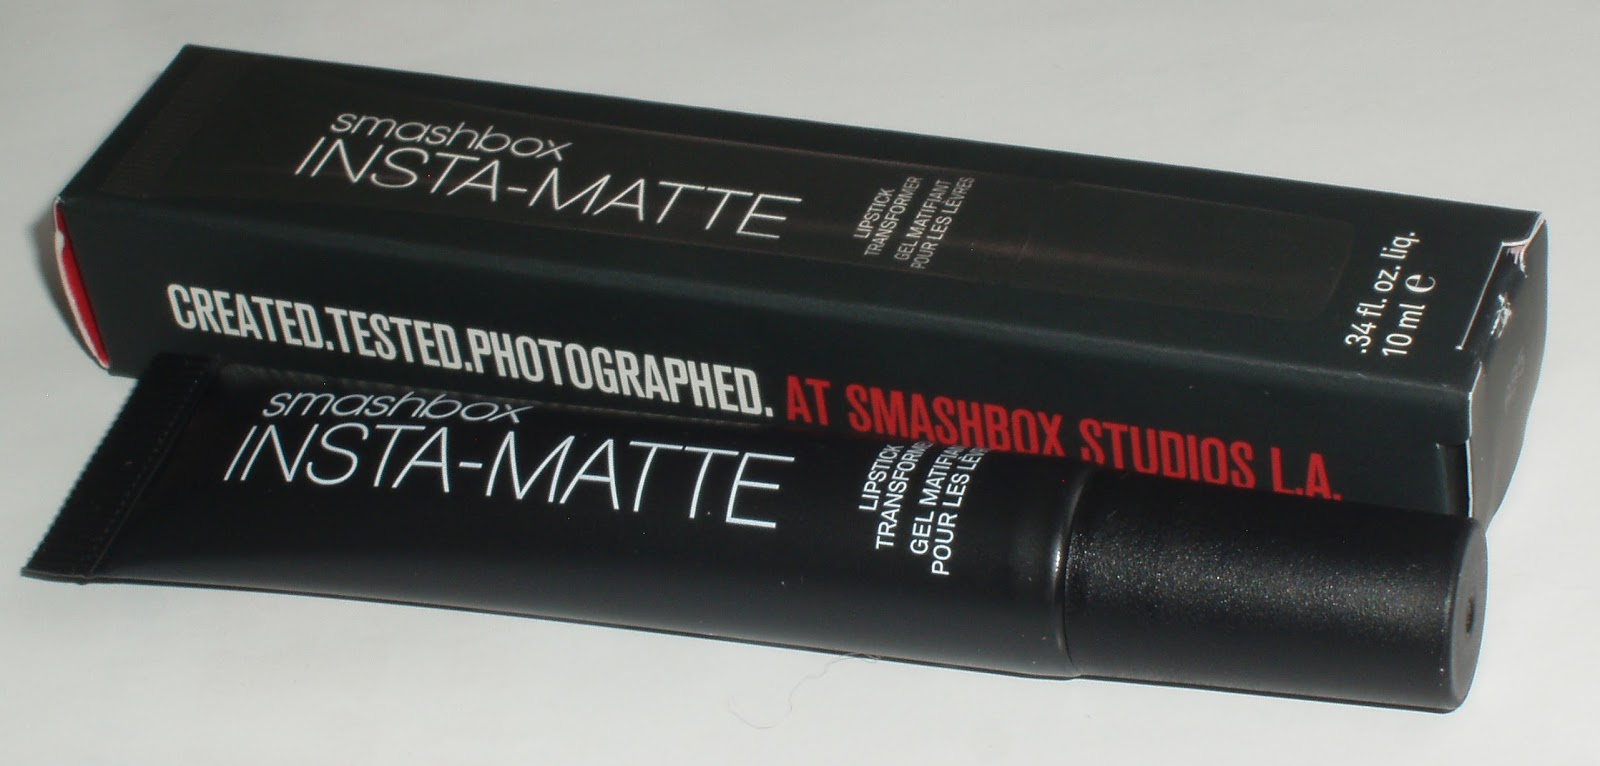 smashbox
INSTA-MATTE
LIPSTICK
TRANSFORMER
GEL MATIFIANT
POUR LES LÈVRES
.34 fl. oz. liq.
10 ml e
CREATED.TESTED.PHOTOGRAPHED. AT SMASHBOX STUDIOS L.A.
smashbox
INSTA-MATTE
LIPSTICK
TRANSFORMER
GEL MATIFIANT
POUR LES LÈVRES